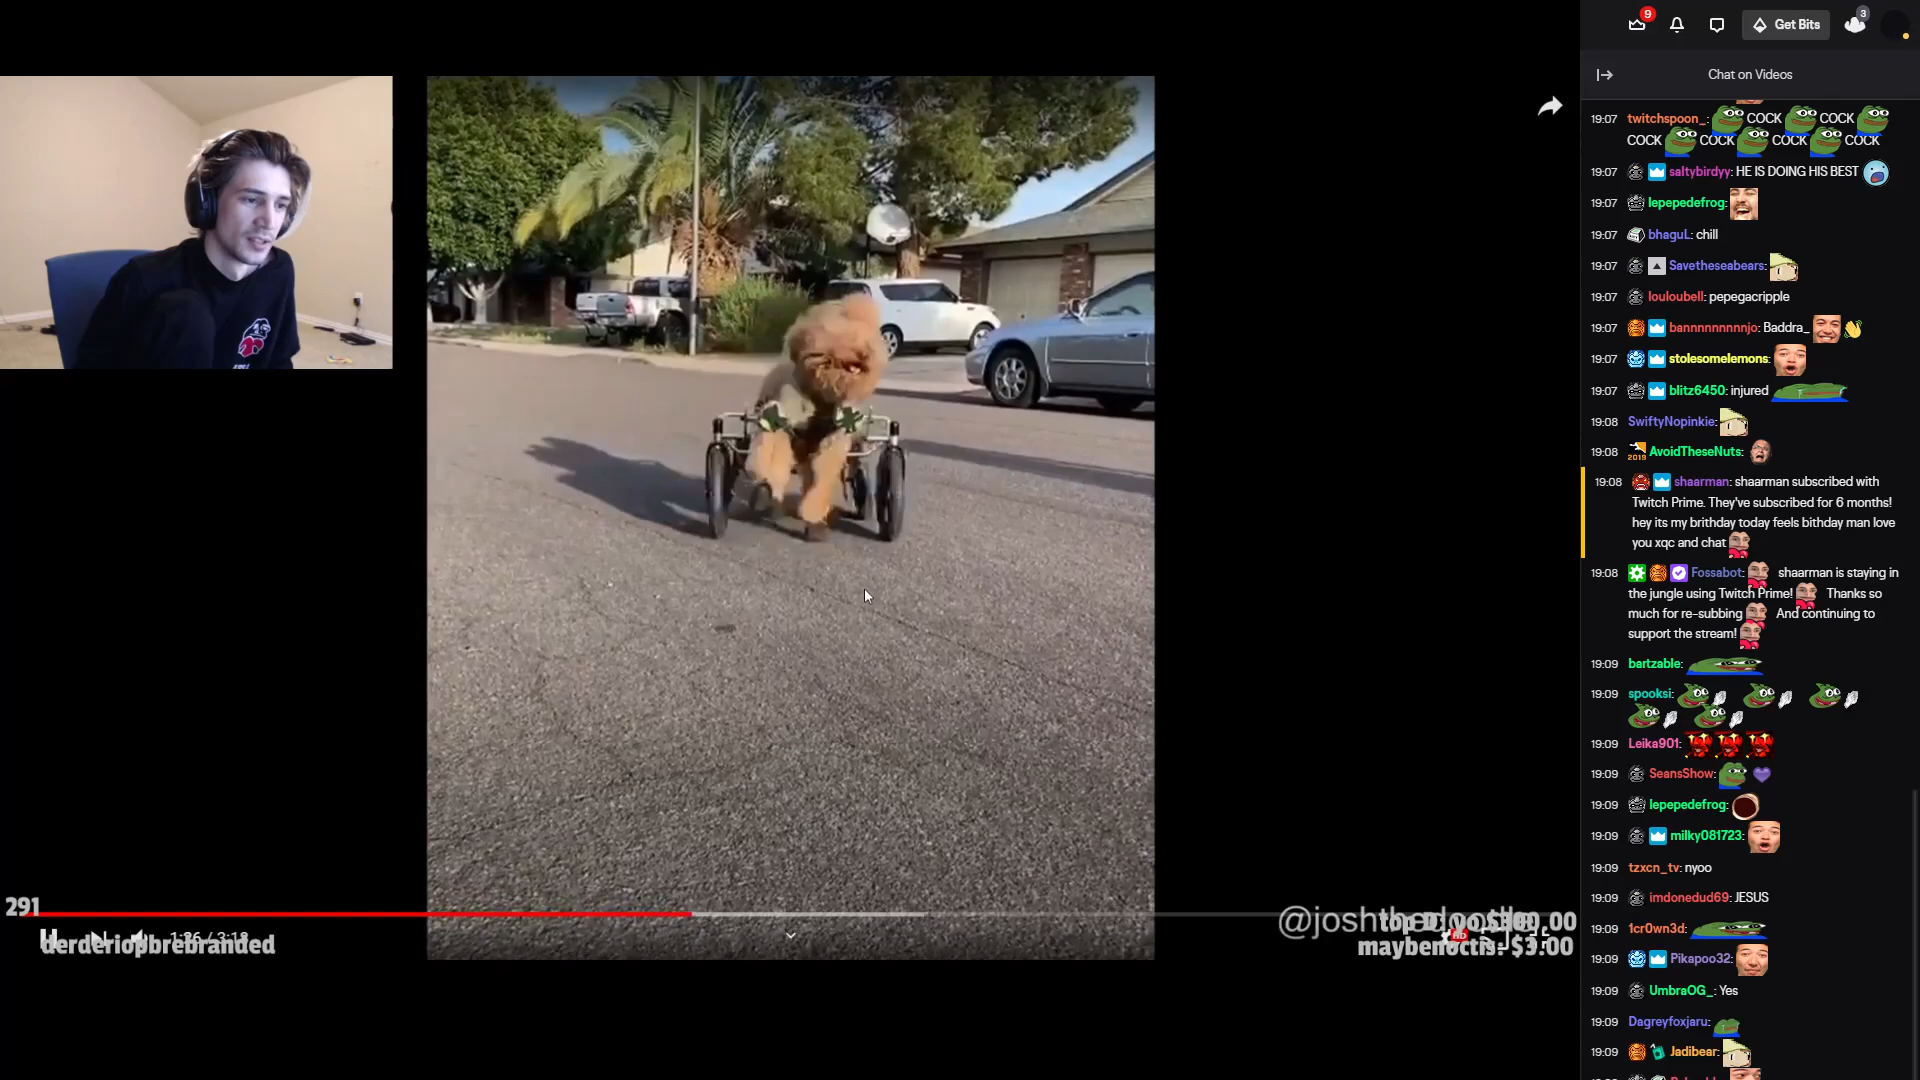 9
3
Get Bits
Chat on Videos
19:07 twitchspoon_: COCK COCK
COCK COCK COCK COCK
19:07 saltybirdyy: HE IS DOING HIS BEST
19:07 lepepedefrog:
19:07 bhaguL: chill
19:07 Savetheseabears:
19:07 louloubell: pepegacripple
19:07 bannnnnnnnnjo: Baddra_
19:07 stolesomelemons:
19:07 blitz6450: injured
19:08 SwiftyNopinkie:
19:08 2019 AvoidTheseNuts:
19:08 shaarman: shaarman subscribed with
Twitch Prime. They've subscribed for 6 months!
hey its my brithday today feels bithday man love
you xqc and chat
19:08 Fossabot: shaarman is staying in
the jungle using Twitch Prime! Thanks so
much for re-subbing And continuing to
support the stream!
19:09 bartzable:
19:09 spooksi:
19:09 Leika901:
19:09 SeansShow:
19:09 lepepedefrog:
19:09 milky081723:
19:09 tzxcn_tv: nyoo
19:09 imdonedud69: JESUS
19:09 1cr0wn3d:
19:09 Pikapoo32:
19:09 UmbraOG_: Yes
19:09 Dagreyfoxjaru:
19:09 Jadibear:
291
1:26 / 3:18
HD
maybenoctis: $3.00